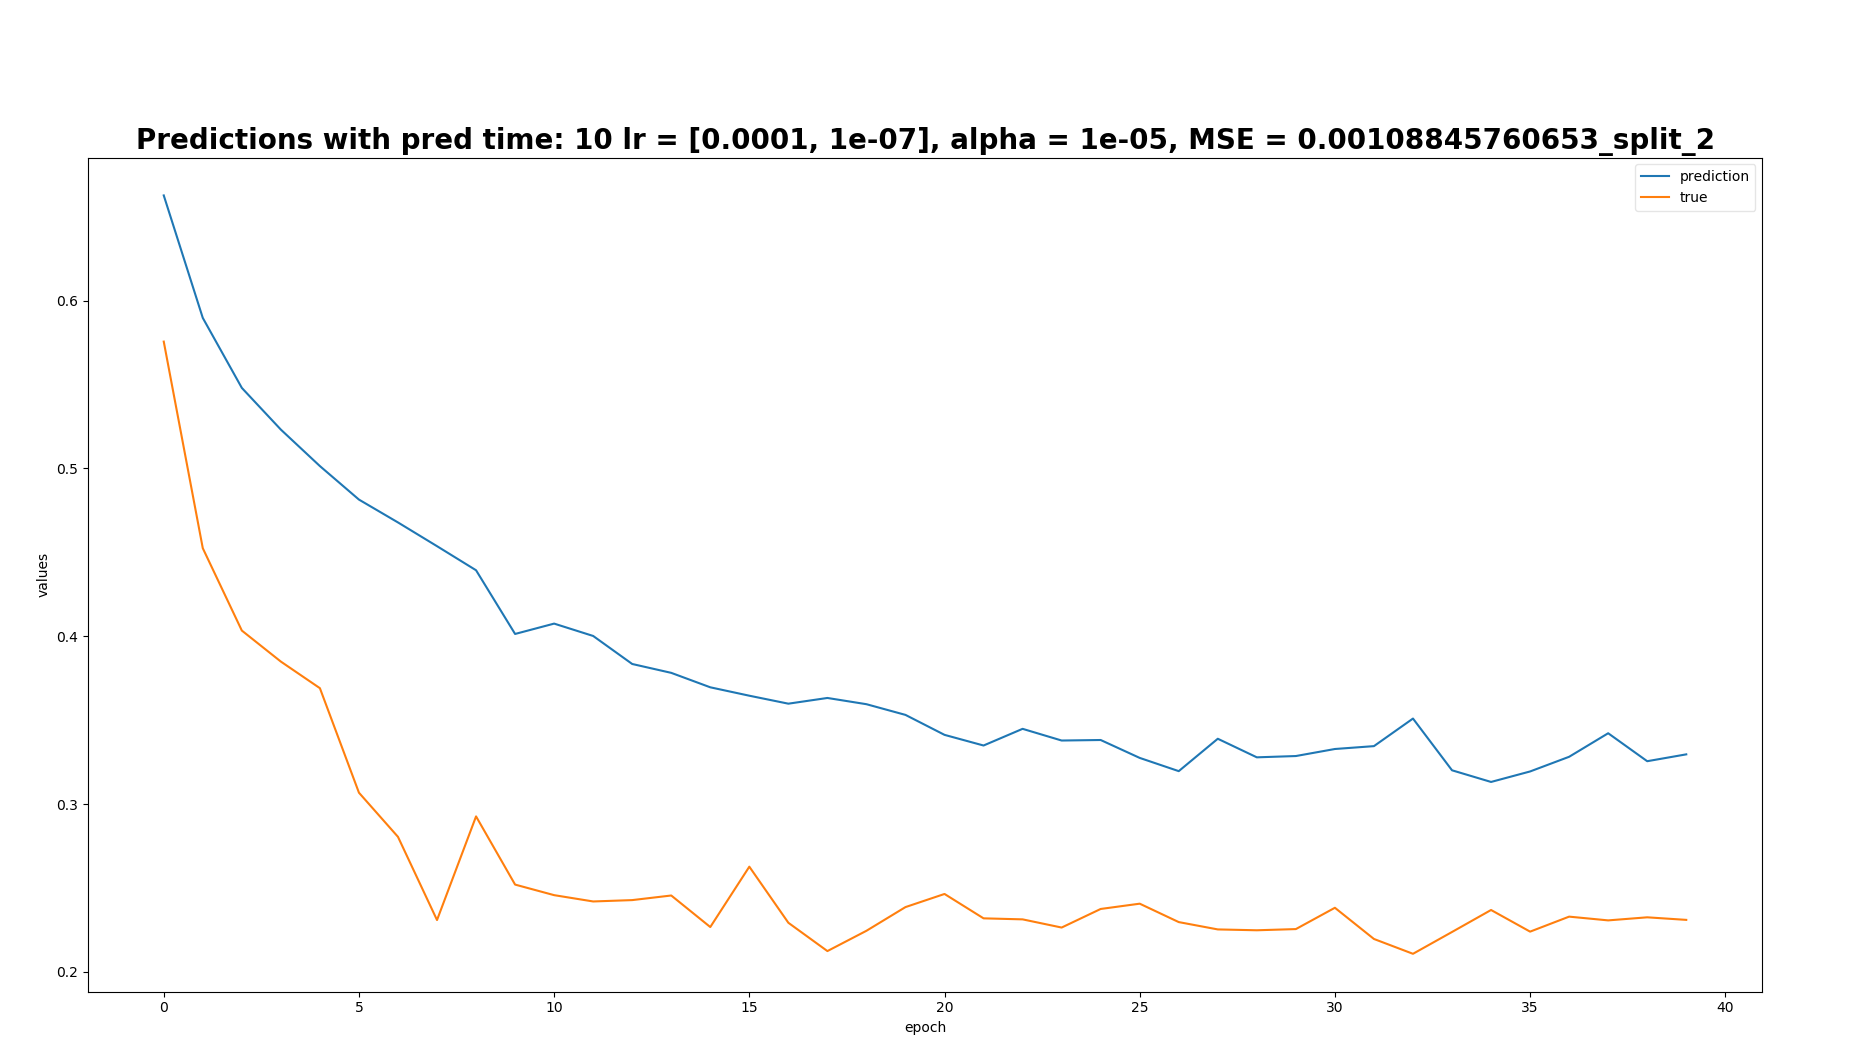 Predictions with pred time: 10 lr = [0.0001, 1e-07], alpha = 1e-05, MSE = 0.00108845760653_split_2
prediction
true
0.6
0.5
0.4
0.3
0.2
values
0 5 10 15 20 25 30 35 40
epoch